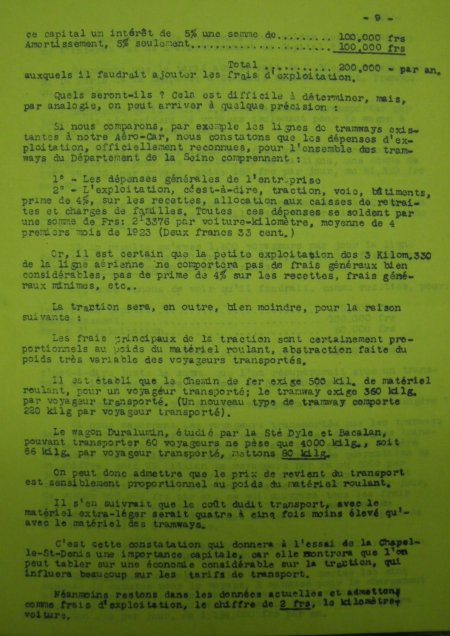 - 9 -
ce capital un intérêt de 5% une somme de......... 100.000 frs
Amortissement, 5% seulement...................... 100.000 frs
Total .......... 200.000 - par an.
auxquels il faudrait ajouter les frais d'exploitation.
Quels seront-ils ? Cela est difficile à déterminer, mais,
par analogie, on peut arriver à quelque précision :
Si nous comparons, par exemple les lignes de tramways exis-
tantes à notre Aéro-Car, nous constatons que les dépenses d'ex-
ploitation, officiellement reconnues, pour l'ensemble des tram-
ways du Département de la Seine comprennent :
1° - Les dépenses générales de l'entreprise
2° - L'exploitation, c'est-à-dire, traction, voie, bâtiments,
prime de 4%, sur les recettes, allocation aux caisses de retrai-
tes et charges de familles. Toutes ces dépenses se soldent par
une somme de Frs: 2.3376 par voiture-kilomètre, moyenne de 4
premiers mois de 1923 (Deux francs 33 cent.)
Or, il est certain que la petite exploitation des 3 Kilom.330
de la ligne aérienne ne comportera pas de frais généraux bien
considérables, pas de prime de 4% sur les recettes, frais géné-
raux minimes, etc..
La traction sera, en outre, bien moindre, pour la raison
suivante :
Les frais principaux de la traction sont certainement pro-
portionnels au poids du matériel roulant, abstraction faite du
poids très variable des voyageurs transportés.
Il est établi que le Chemin de fer exige 500 kil. de matériel
roulant, pour un voyageur transporté; le tramway exige 360 kilg.
par voyageur transporté. (Un nouveau type de tramway comporte
220 kilg par voyageur transporté).
Le wagon Duralumin, étudié par la Sté Dyle et Bacalan,
pouvant transporter 60 voyageurs ne pèse que 4000 kilg., soit
66 kilg. par voyageur transporté, mettons 80 kilg.
On peut donc admettre que le prix de revient du transport
est sensiblement proportionnel au poids du matériel roulant.
Il s'en suivrait que le coût dudit transport, avec le
matériel extra-léger serait quatre à cinq fois moins élevé qu'-
avec le matériel des tramways.
C'est cette constatation qui donnera à l'essai de la Chapel-
le-St-Denis une importance capitale, car elle montrera que l'on
peut tabler sur une économie considérable sur la traction, qui
influera beaucoup sur les tarifs de transport.
Néanmoins restons dans les données actuelles et admettons
comme frais d'exploitation, le chiffre de 2 frs, le kilomètre-
voiture.